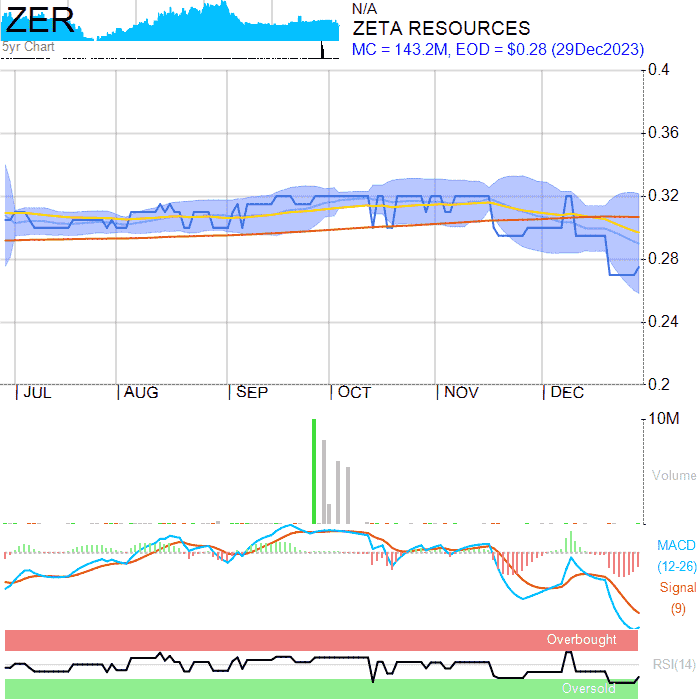 ZER
5yr Chart
N/A
ZETA RESOURCES
MC = 143.2M, EOD = $0.28 (29Dec2023)
0.4
0.36
0.32
0.28
0.24
0.2
JUL AUG SEP OCT NOV DEC
10M
Volume
MACD
(12-26)
Signal
(9)
Overbought
RSI(14)
Oversold